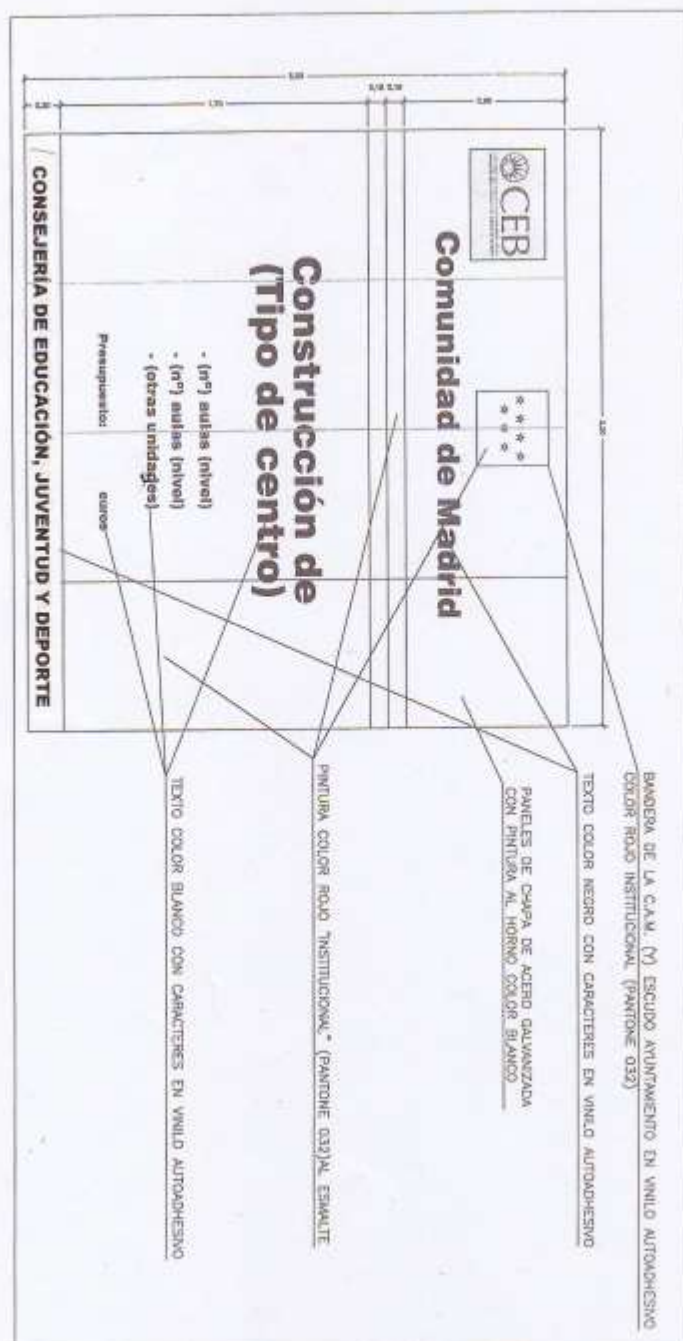 CEB
Comunidad de Madrid
Construcción de
(Tipo de centro)
- (nº) aulas (nivel)
- (nº) aulas (nivel)
- (otras unidades)
Presupuesto: euros
CONSEJERÍA DE EDUCACIÓN, JUVENTUD Y DEPORTE
BANDERA DE LA C.A.M. (Y) ESCUDO AYUNTAMIENTO EN VINILO AUTOADHESIVO
COLOR ROJO INSTITUCIONAL (PANTONE 032)
TEXTO COLOR NEGRO CON CARACTERES EN VINILO AUTOADHESIVO
PANELES DE CHAPA DE ACERO GALVANIZADA
CON PINTURA AL HORNO COLOR BLANCO
PINTURA COLOR ROJO "INSTITUCIONAL" (PANTONE 032)AL ESMALTE
TEXTO COLOR BLANCO CON CARACTERES EN VINILO AUTOADHESIVO